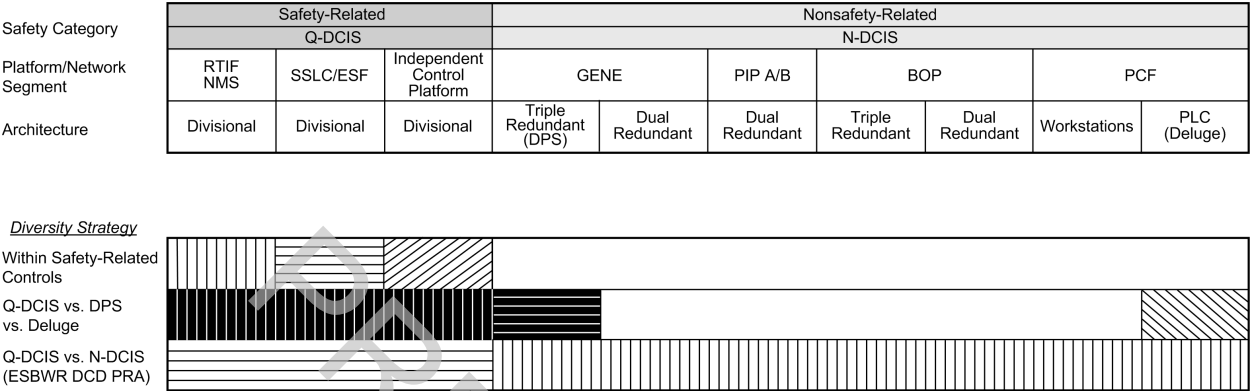 Safety Category
Safety-Related
Nonsafety-Related
Q-DCIS
N-DCIS
Platform/Network
Segment
RTIF
NMS
SSLC/ESF
Independent
Control
Platform
GENE
PIP A/B
BOP
PCF
Architecture
Divisional
Divisional
Divisional
Triple
Redundant
(DPS)
Dual
Redundant
Dual
Redundant
Triple
Redundant
Dual
Redundant
Workstations
PLC
(Deluge)
Diversity Strategy
Within Safety-Related
Controls
Q-DCIS vs. DPS
vs. Deluge
Q-DCIS vs. N-DCIS
(ESBWR DCD PRA)